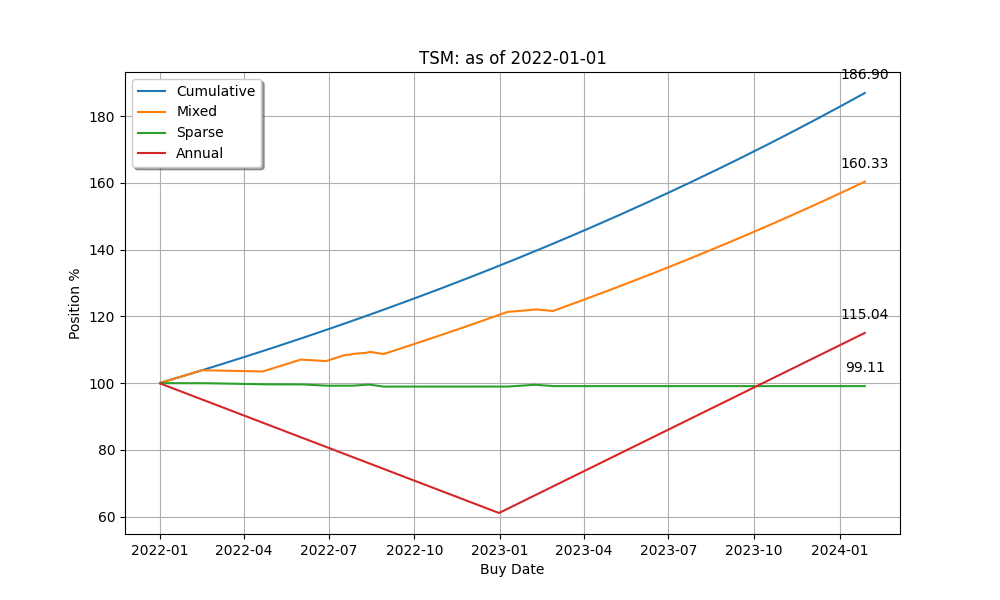 TSM: as of 2022-01-01
186.90
Cumulative
Mixed
Sparse
Annual
180
160
140
120
100
80
60
160.33
115.04
99.11
Position %
2022-01 2022-04 2022-07 2022-10 2023-01 2023-04 2023-07 2023-10 2024-01
Buy Date